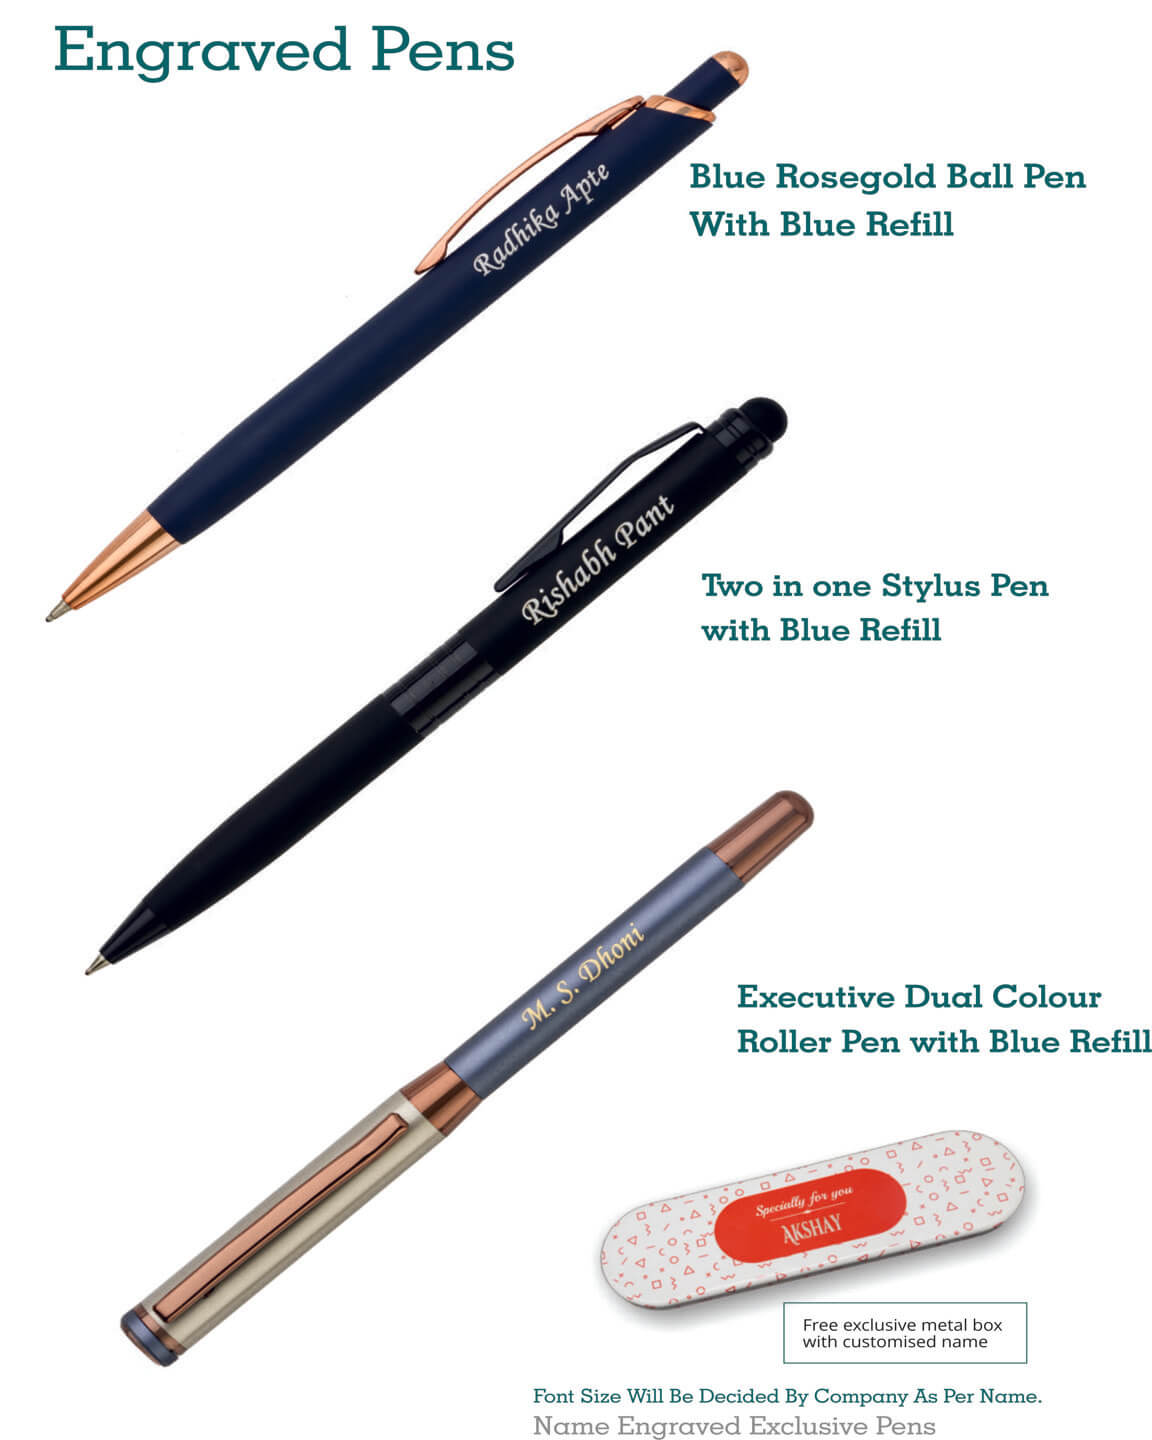 Engraved Pens
Radhika Apte
Blue Rosegold Ball Pen
With Blue Refill
Rishabh Pant
Two in one Stylus Pen
with Blue Refill
M. S. Dhoni
Executive Dual Colour
Roller Pen with Blue Refill
Specially for you
AKSHAY
Free exclusive metal box
with customised name
Font Size Will Be Decided By Company As Per Name.
Name Engraved Exclusive Pens